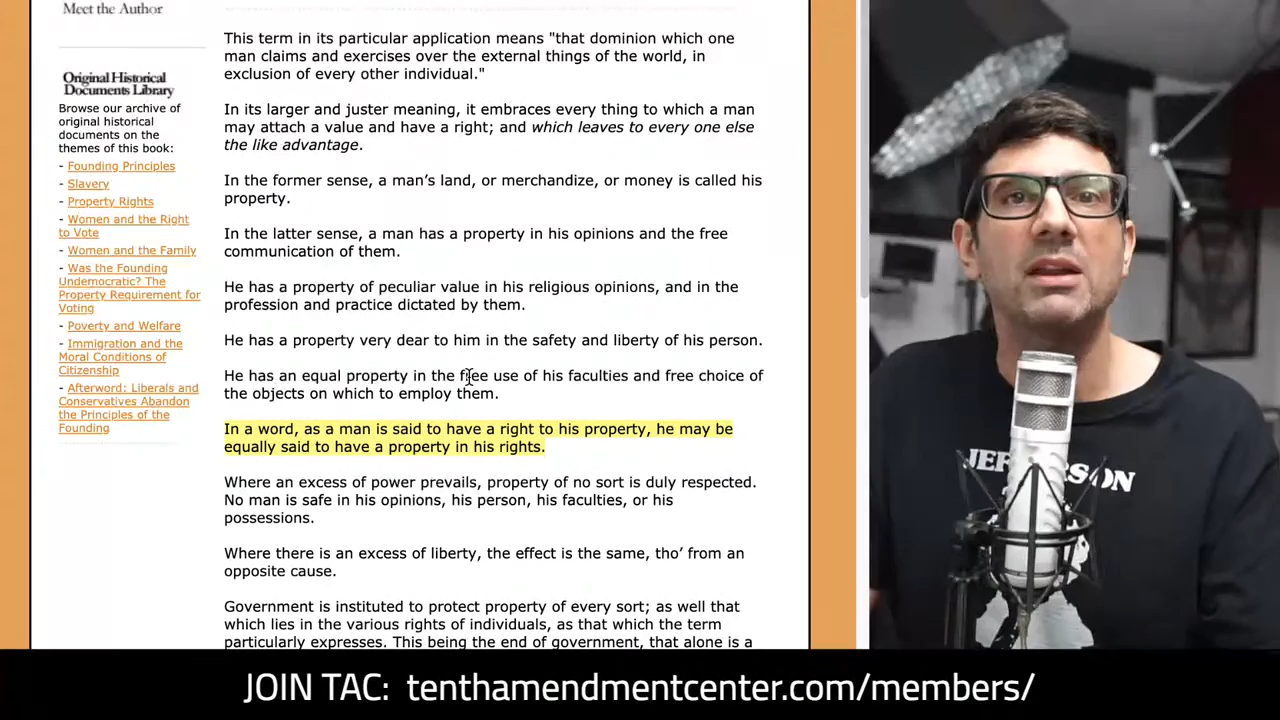 Meet the Author
Original Historical
Documents Library
Browse our archive of
original historical
documents on the
themes of this book:
- Founding Principles
- Slavery
- Property Rights
- Women and the Right
to Vote
- Women and the Family
- Was the Founding
Undemocratic? The
Property Requirement for
Voting
- Poverty and Welfare
- Immigration and the
Moral Conditions of
Citizenship
- Afterword: Liberals and
Conservatives Abandon
the Principles of the
Founding
This term in its particular application means "that dominion which one
man claims and exercises over the external things of the world, in
exclusion of every other individual."
In its larger and juster meaning, it embraces every thing to which a man
may attach a value and have a right; and which leaves to every one else
the like advantage.
In the former sense, a man's land, or merchandize, or money is called his
property.
In the latter sense, a man has a property in his opinions and the free
communication of them.
He has a property of peculiar value in his religious opinions, and in the
profession and practice dictated by them.
He has a property very dear to him in the safety and liberty of his person.
He has an equal property in the free use of his faculties and free choice of
the objects on which to employ them.
In a word, as a man is said to have a right to his property, he may be
equally said to have a property in his rights.
Where an excess of power prevails, property of no sort is duly respected.
No man is safe in his opinions, his person, his faculties, or his
possessions.
Where there is an excess of liberty, the effect is the same, tho' from an
opposite cause.
Government is instituted to protect property of every sort; as well that
which lies in the various rights of individuals, as that which the term
particularly expresses. This being the end of government, that alone is a
JOIN TAC: tenthamendmentcenter.com/members/